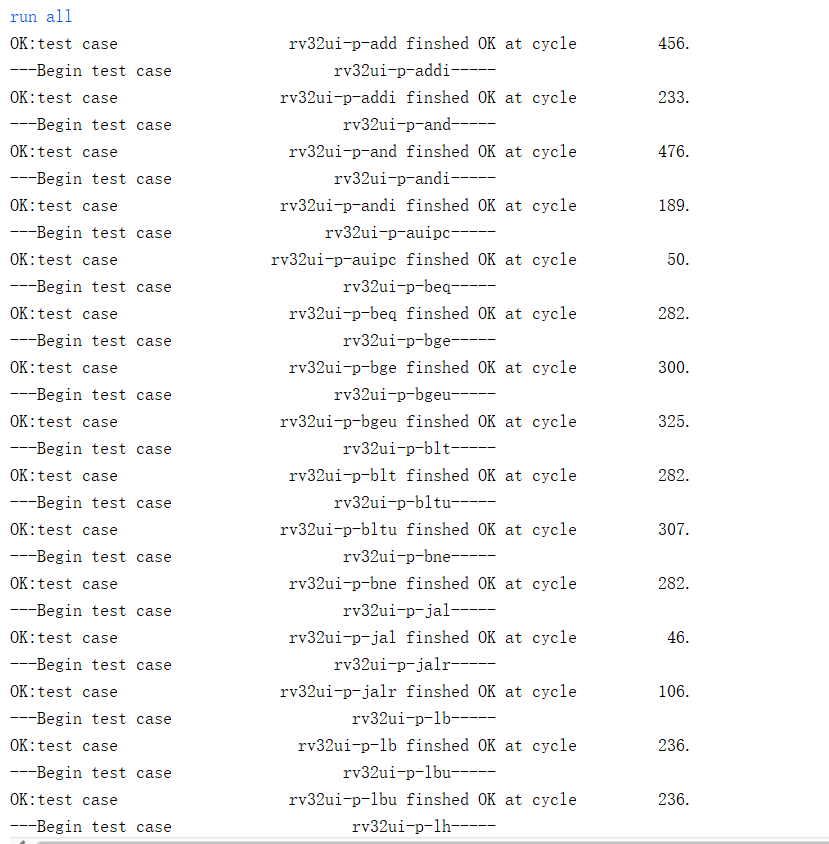 run all
OK:test case rv32ui-p-add finshed OK at cycle 456.
---Begin test case rv32ui-p-addi-----
OK:test case rv32ui-p-addi finshed OK at cycle 233.
---Begin test case rv32ui-p-and-----
OK:test case rv32ui-p-and finshed OK at cycle 476.
---Begin test case rv32ui-p-andi-----
OK:test case rv32ui-p-andi finshed OK at cycle 189.
---Begin test case rv32ui-p-auipc-----
OK:test case rv32ui-p-auipc finshed OK at cycle 50.
---Begin test case rv32ui-p-beq-----
OK:test case rv32ui-p-beq finshed OK at cycle 282.
---Begin test case rv32ui-p-bge-----
OK:test case rv32ui-p-bge finshed OK at cycle 300.
---Begin test case rv32ui-p-bgeu-----
OK:test case rv32ui-p-bgeu finshed OK at cycle 325.
---Begin test case rv32ui-p-blt-----
OK:test case rv32ui-p-blt finshed OK at cycle 282.
---Begin test case rv32ui-p-bltu-----
OK:test case rv32ui-p-bltu finshed OK at cycle 307.
---Begin test case rv32ui-p-bne-----
OK:test case rv32ui-p-bne finshed OK at cycle 282.
---Begin test case rv32ui-p-jal-----
OK:test case rv32ui-p-jal finshed OK at cycle 46.
---Begin test case rv32ui-p-jalr-----
OK:test case rv32ui-p-jalr finshed OK at cycle 106.
---Begin test case rv32ui-p-lb-----
OK:test case rv32ui-p-lb finshed OK at cycle 236.
---Begin test case rv32ui-p-lbu-----
OK:test case rv32ui-p-lbu finshed OK at cycle 236.
---Begin test case rv32ui-p-lh-----